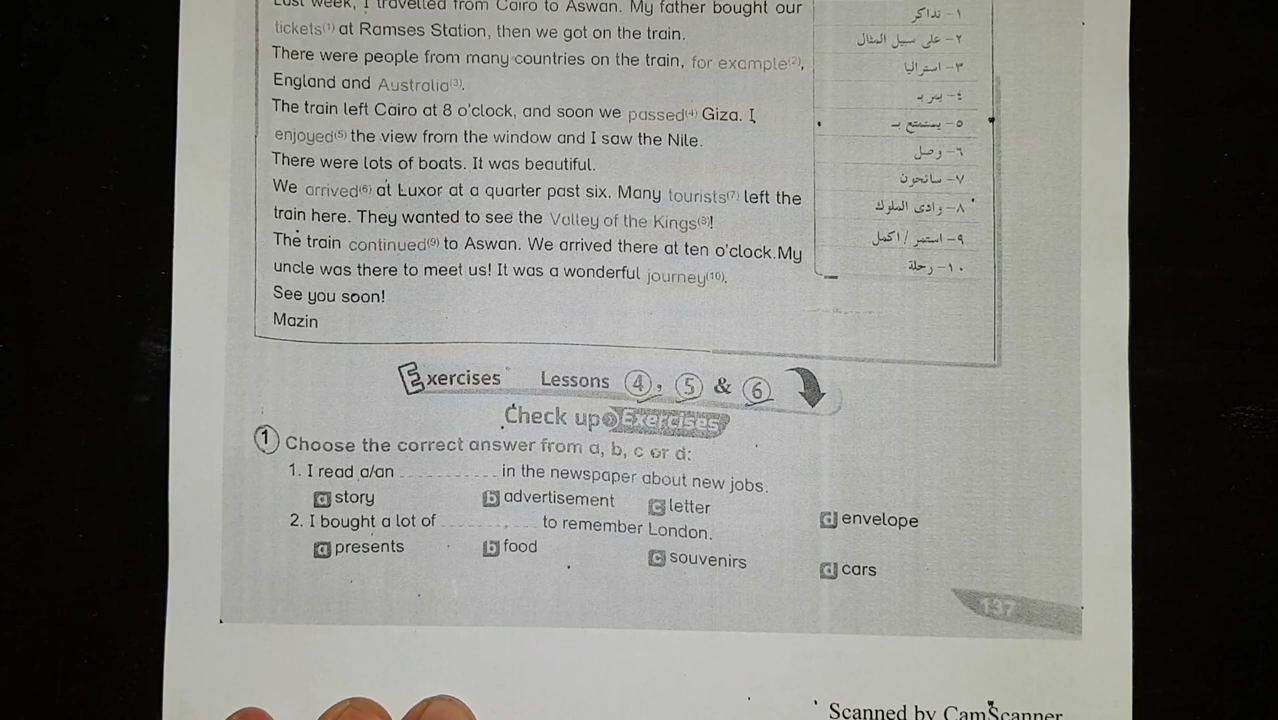 Last week, I travelled from Cairo to Aswan. My father bought our
tickets(1) at Ramses Station, then we got on the train.
There were people from many countries on the train, for example(2),
England and Australia(3).
The train left Cairo at 8 o'clock, and soon we passed(4) Giza. I
enjoyed(5) the view from the window and I saw the Nile.
There were lots of boats. It was beautiful.
We arrived(6) at Luxor at a quarter past six. Many tourists(7) left the
train here. They wanted to see the Valley of the Kings(8)!
The train continued(9) to Aswan. We arrived there at ten o'clock.My
uncle was there to meet us! It was a wonderful journey(10).
See you soon!
Mazin
١- تذاكر
٢- على سبيل المثال
٣- استراليا
٤- يمر بـ
٥- يستمتع بـ
٦- وصل
٧- سائحون
٨- وادى الملوك
٩- استمر / اكمل
١٠- رحلة
Exercises Lessons 4, 5 & 6
Check up Exercises
1 Choose the correct answer from a, b, c or d:
1. I read a/an ............ in the newspaper about new jobs.
a story b advertisement c letter d envelope
2. I bought a lot of ............ to remember London.
a presents b food c souvenirs d cars
137
Scanned by CamScanner